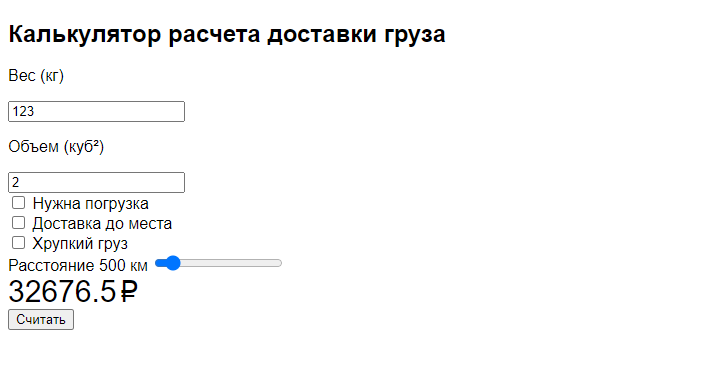 Калькулятор расчета доставки груза
Вес (кг)
123
Объем (куб²)
2
Нужна погрузка
Доставка до места
Хрупкий груз
Расстояние 500 км
32676.5 ₽
Считать